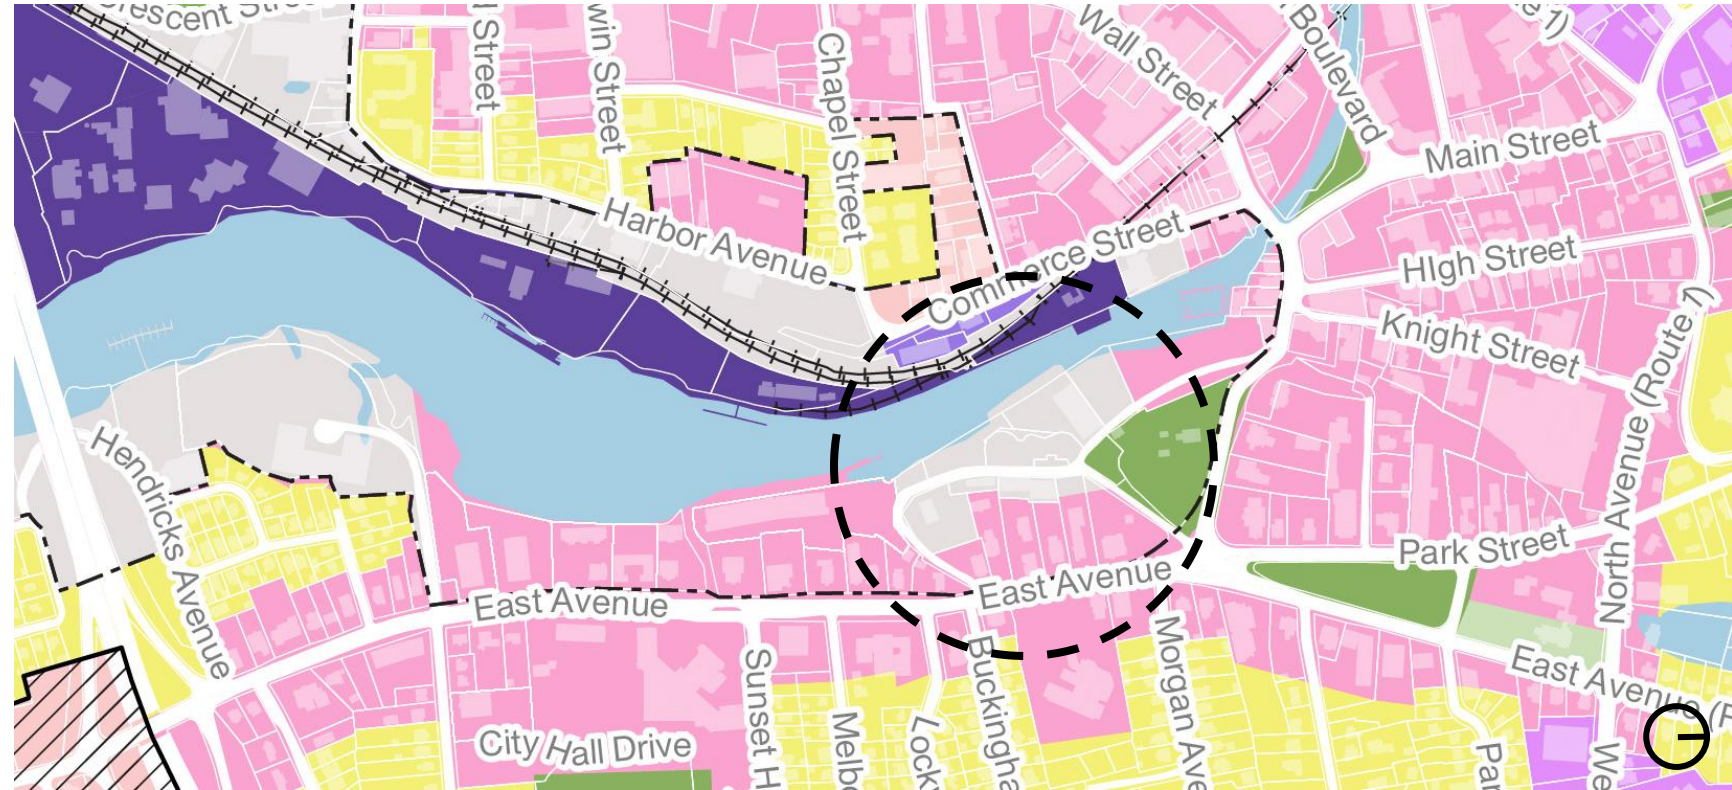 Street
Street
Chapel Street
Wall Street
Boulevard
Main Street
Harbor Avenue
Commerce Street
HIgh Street
Knight Street
North Avenue (Route 1)
Hendricks Avenue
Park Street
East Avenue
East Avenue
East Avenue
Morgan Ave
City Hall Drive